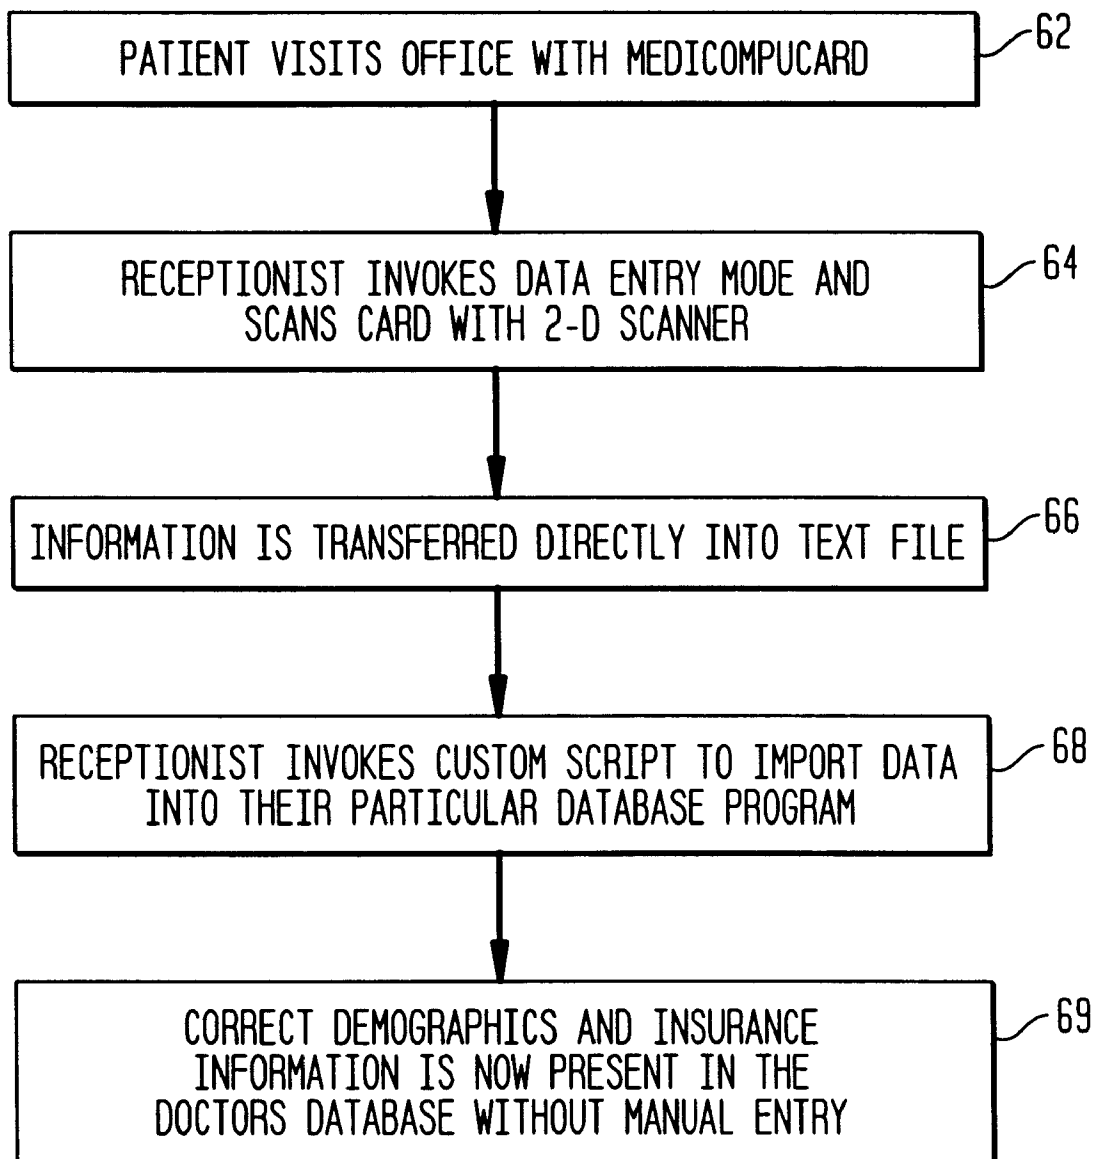 PATIENT VISITS OFFICE WITH MEDICOMPUCARD
62
RECEPTIONIST INVOKES DATA ENTRY MODE AND
SCANS CARD WITH 2-D SCANNER
64
INFORMATION IS TRANSFERRED DIRECTLY INTO TEXT FILE
66
RECEPTIONIST INVOKES CUSTOM SCRIPT TO IMPORT DATA
INTO THEIR PARTICULAR DATABASE PROGRAM
68
CORRECT DEMOGRAPHICS AND INSURANCE
INFORMATION IS NOW PRESENT IN THE
DOCTORS DATABASE WITHOUT MANUAL ENTRY
69